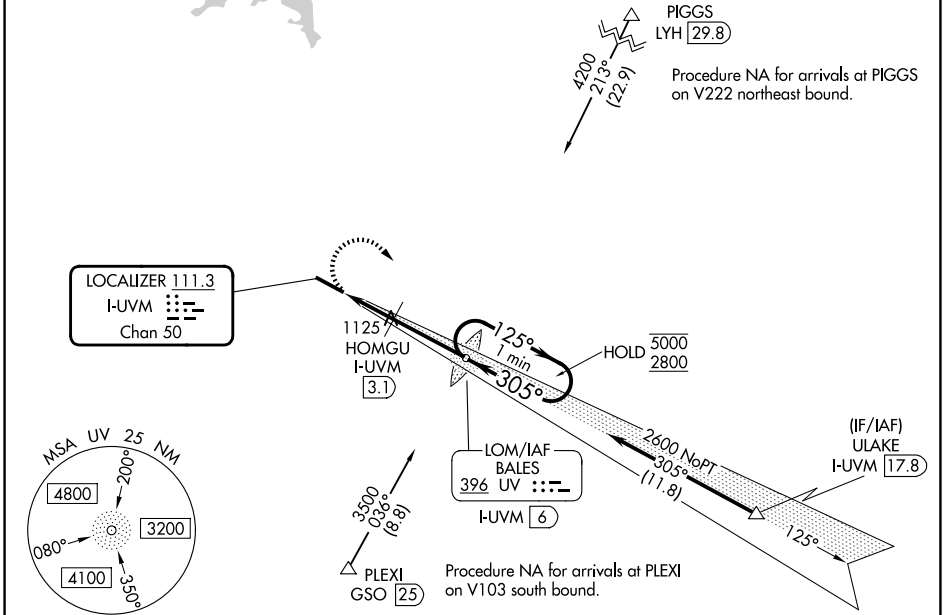 PIGGS
LYH 29.8
4200
213°
(22.9)
Procedure NA for arrivals at PIGGS
on V222 northeast bound.
LOCALIZER 111.3
I-UVM
Chan 50
1125
HOMGU
I-UVM
3.1
125°
1 min
305°
HOLD 5000
2800
LOM/IAF
BALES
396 UV
I-UVM 6
2600 NoPT
305°
(11.8)
(IF/IAF)
ULAKE
I-UVM 17.8
125°
MSA UV 25 NM
200°
4800
3200
080°
4100
350°
3500
036°
(8.8)
PLEXI
GSO 25
Procedure NA for arrivals at PLEXI
on V103 south bound.